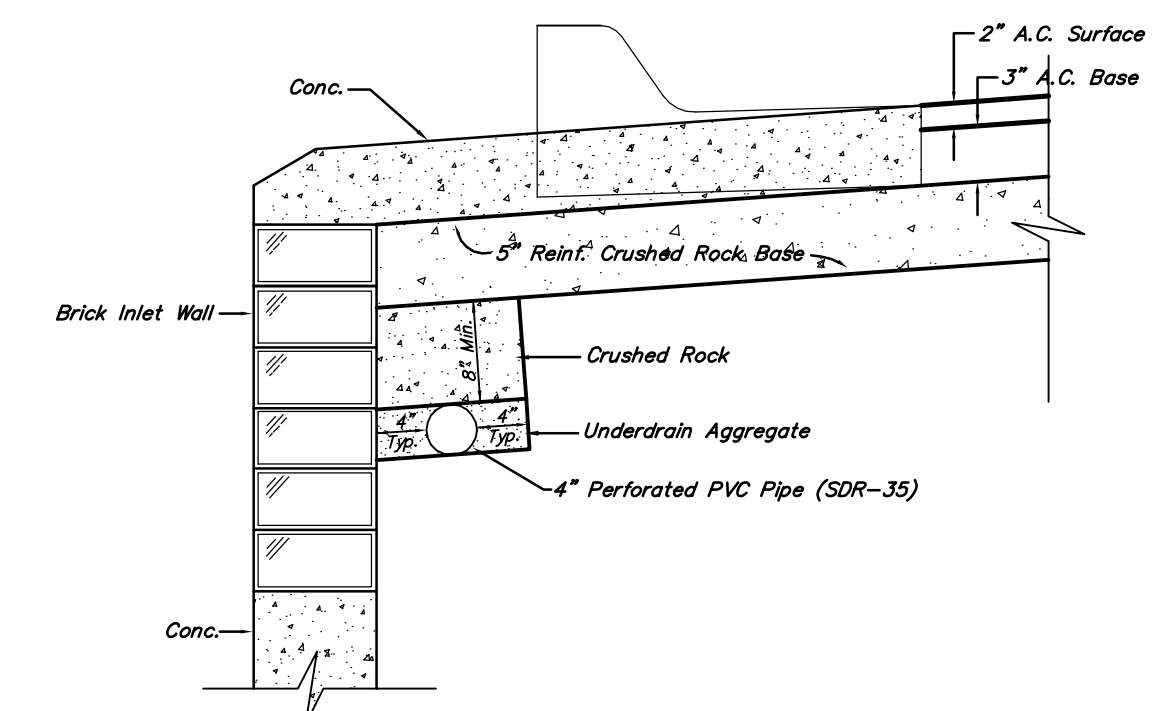 2” A.C. Surface
3” A.C. Base
Conc.
5” Reinf. Crushed Rock Base
Brick Inlet Wall
8” Min.
Crushed Rock
4”
Typ.
4”
Typ.
Underdrain Aggregate
4” Perforated PVC Pipe (SDR-35)
Conc.